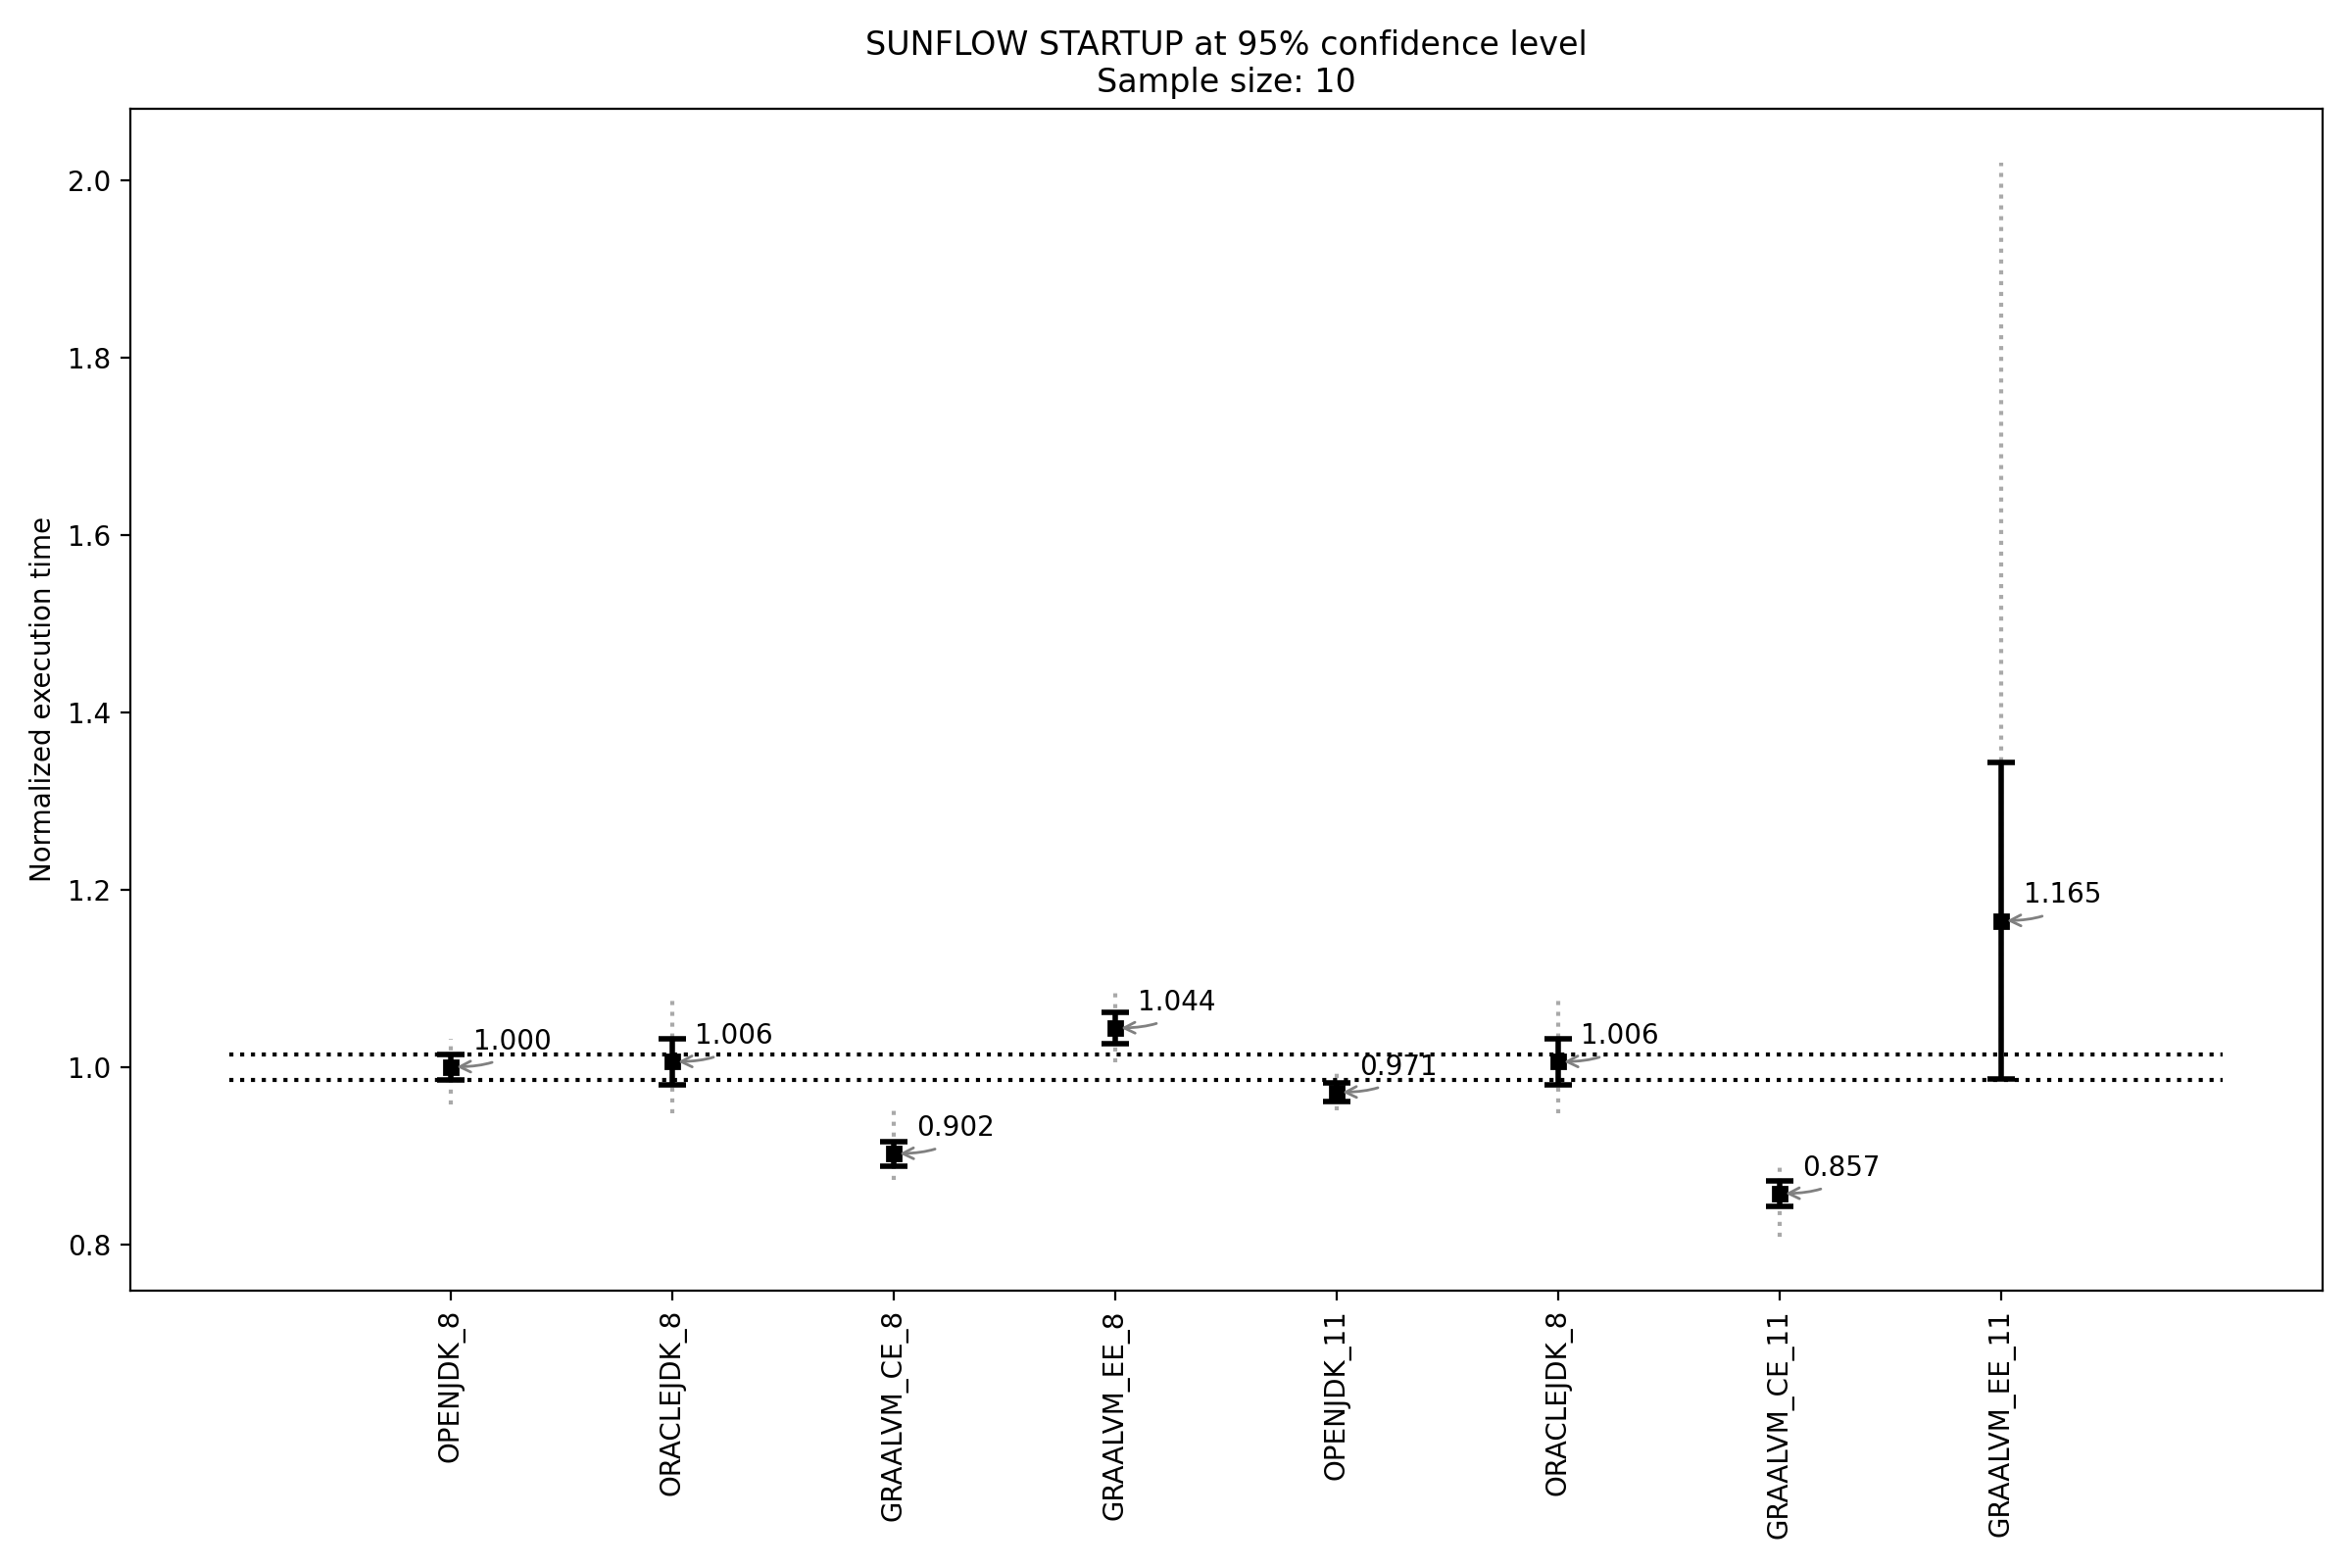 SUNFLOW STARTUP at 95% confidence level
Sample size: 10
Normalized execution time
2.0
1.8
1.6
1.4
1.2
1.0
0.8
1.000
1.006
0.902
1.044
0.971
1.006
0.857
1.165
OPENJDK_8
ORACLEJDK_8
GRAALVM_CE_8
GRAALVM_EE_8
OPENJDK_11
ORACLEJDK_8
GRAALVM_CE_11
GRAALVM_EE_11